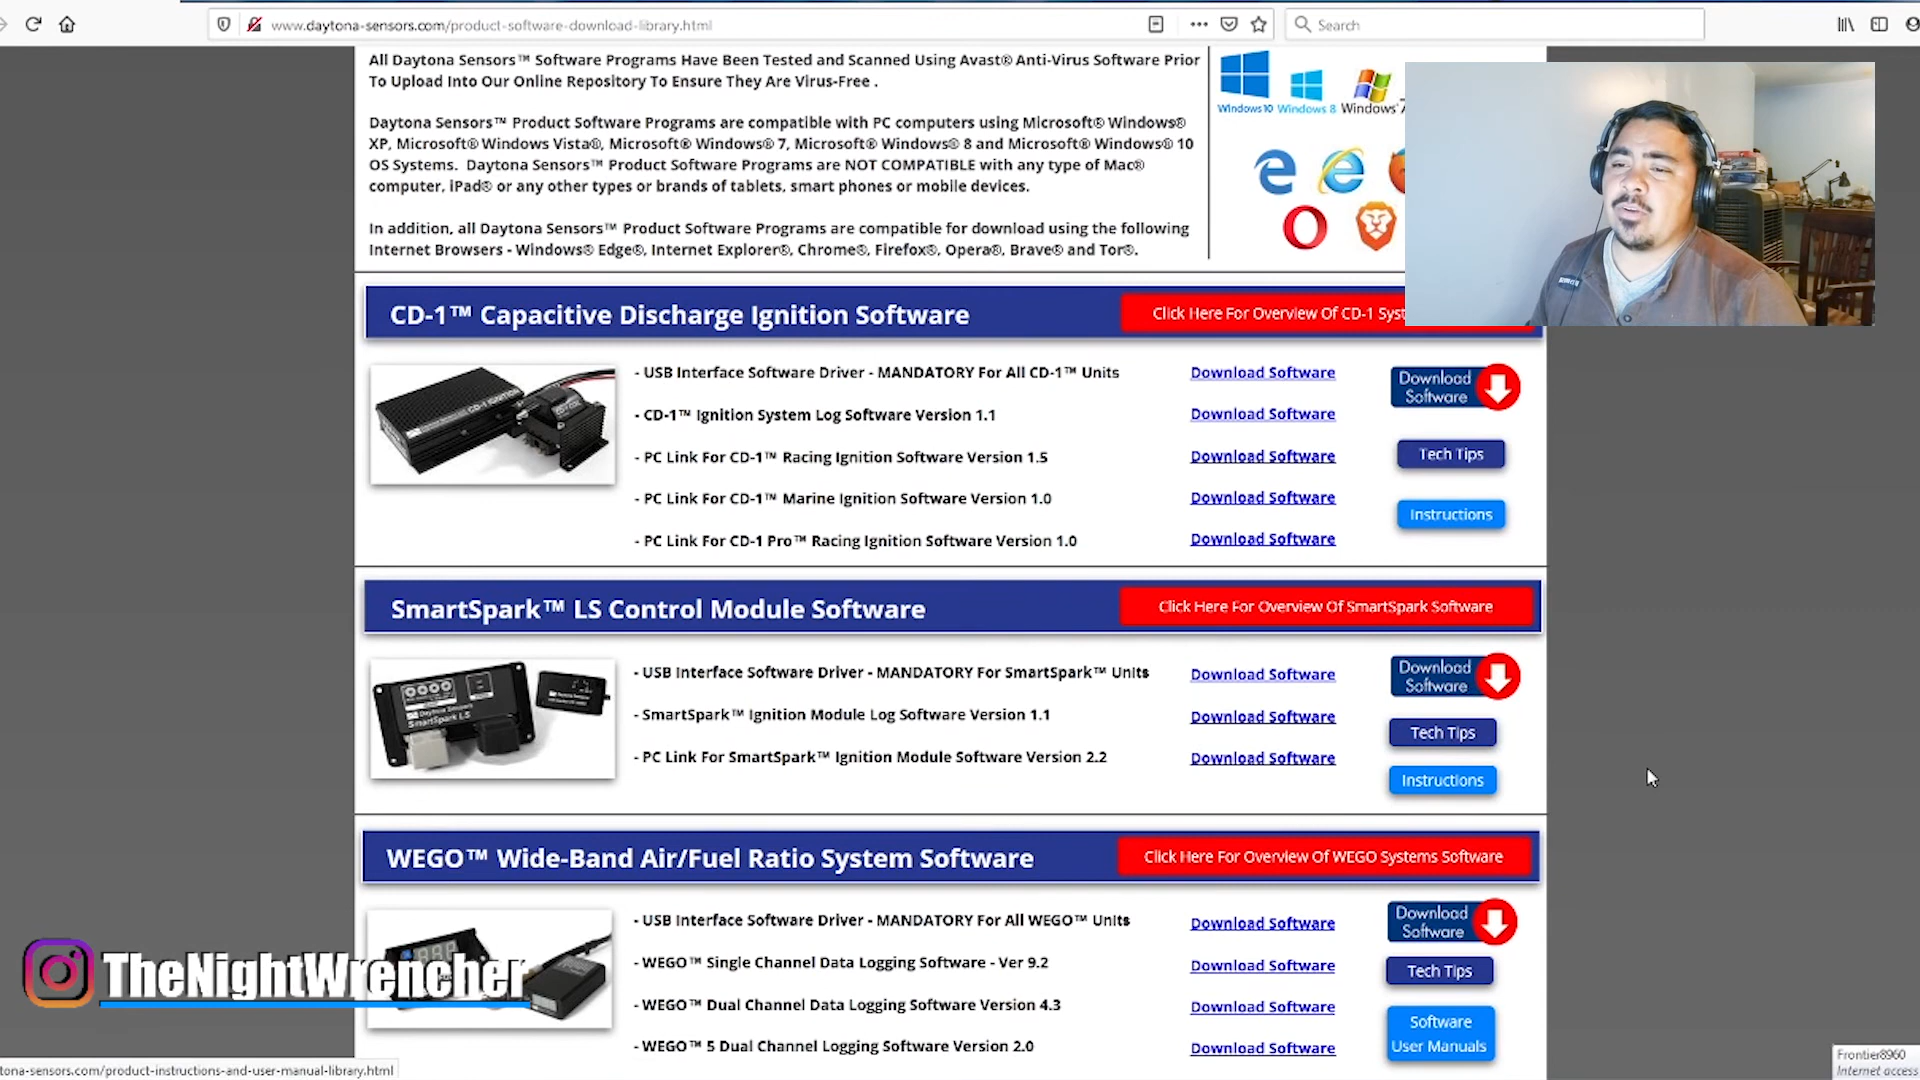 www.daytona-sensors.com/product-software-download-library.html
Search
All Daytona Sensors™ Software Programs Have Been Tested and Scanned Using Avast® Anti-Virus Software Prior
To Upload Into Our Online Repository To Ensure They Are Virus-Free .
Windows10 Windows 8 Windows
Daytona Sensors™ Product Software Programs are compatible with PC computers using Microsoft® Windows®
XP, Microsoft® Windows Vista®, Microsoft® Windows® 7, Microsoft® Windows® 8 and Microsoft® Windows® 10
OS Systems. Daytona Sensors™ Product Software Programs are NOT COMPATIBLE with any type of Mac®
computer, iPad® or any other types or brands of tablets, smart phones or mobile devices.
In addition, all Daytona Sensors™ Product Software Programs are compatible for download using the following
Internet Browsers - Windows® Edge®, Internet Explorer®, Chrome®, Firefox®, Opera®, Brave® and Tor®.
CD-1™ Capacitive Discharge Ignition Software
Click Here For Overview Of CD-1 Syst
- USB Interface Software Driver - MANDATORY For All CD-1™ Units
Download Software
- CD-1™ Ignition System Log Software Version 1.1
Download Software
- PC Link For CD-1™ Racing Ignition Software Version 1.5
Download Software
- PC Link For CD-1™ Marine Ignition Software Version 1.0
Download Software
- PC Link For CD-1 Pro™ Racing Ignition Software Version 1.0
Download Software
Download
Software
Tech Tips
Instructions
SmartSpark™ LS Control Module Software
Click Here For Overview Of SmartSpark Software
- USB Interface Software Driver - MANDATORY For SmartSpark™ Units
Download Software
- SmartSpark™ Ignition Module Log Software Version 1.1
Download Software
- PC Link For SmartSpark™ Ignition Module Software Version 2.2
Download Software
Download
Software
Tech Tips
Instructions
WEGO™ Wide-Band Air/Fuel Ratio System Software
Click Here For Overview Of WEGO Systems Software
- USB Interface Software Driver - MANDATORY For All WEGO™ Units
Download Software
- WEGO™ Single Channel Data Logging Software - Ver 9.2
Download Software
- WEGO™ Dual Channel Data Logging Software Version 4.3
Download Software
- WEGO™ 5 Dual Channel Logging Software Version 2.0
Download Software
Download
Software
Tech Tips
Software
User Manuals
TheNightWrencher
tona-sensors.com/product-instructions-and-user-manual-library.html
Frontier8960
Internet access